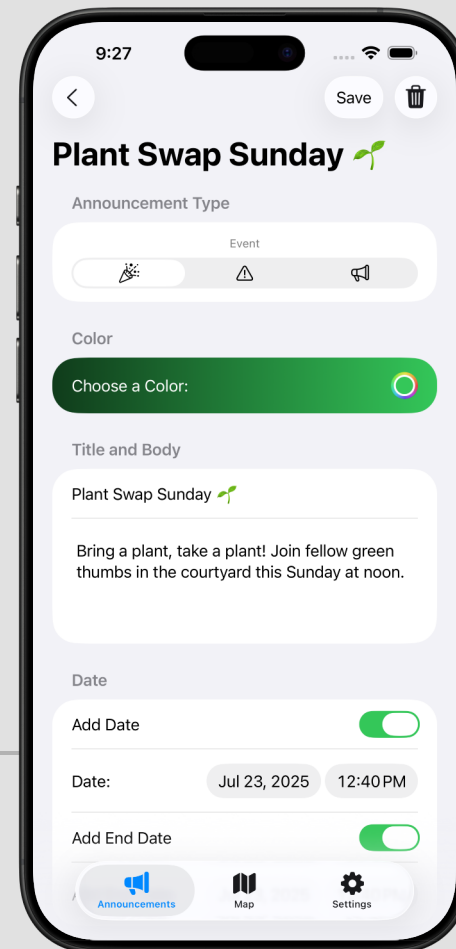 9:27
Save
Plant Swap Sunday 🌱
Announcement Type
Event
Color
Choose a Color:
Title and Body
Plant Swap Sunday 🌱
Bring a plant, take a plant! Join fellow green
thumbs in the courtyard this Sunday at noon.
Date
Add Date
Date: Jul 23, 2025 12:40 PM
Add End Date
Announcements Map Settings